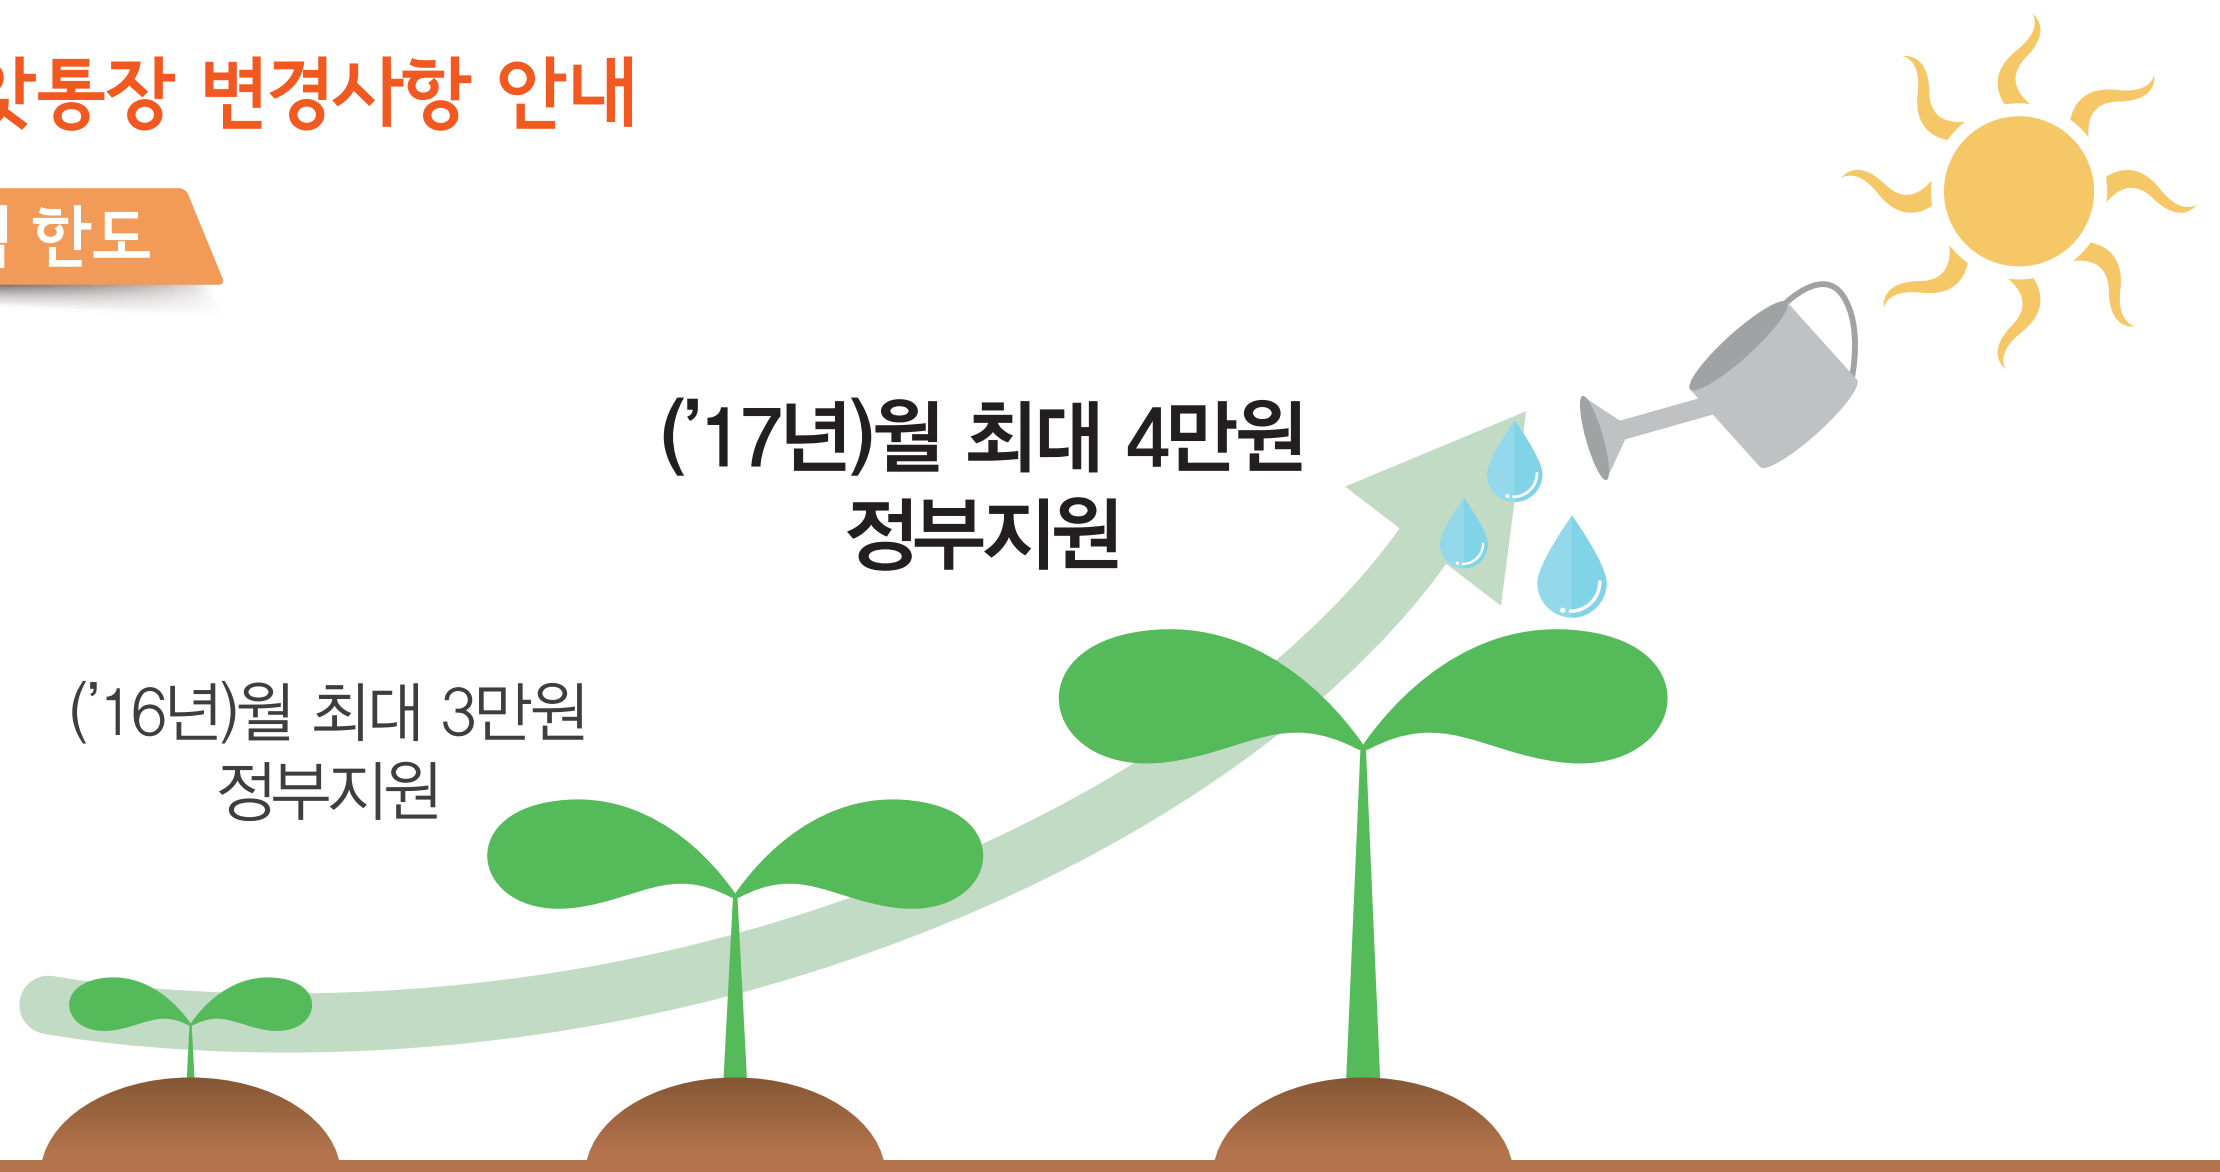 통장 변경사항 안내
한도
(’17년)월 최대 4만원
정부지원
(’16년)월 최대 3만원
정부지원